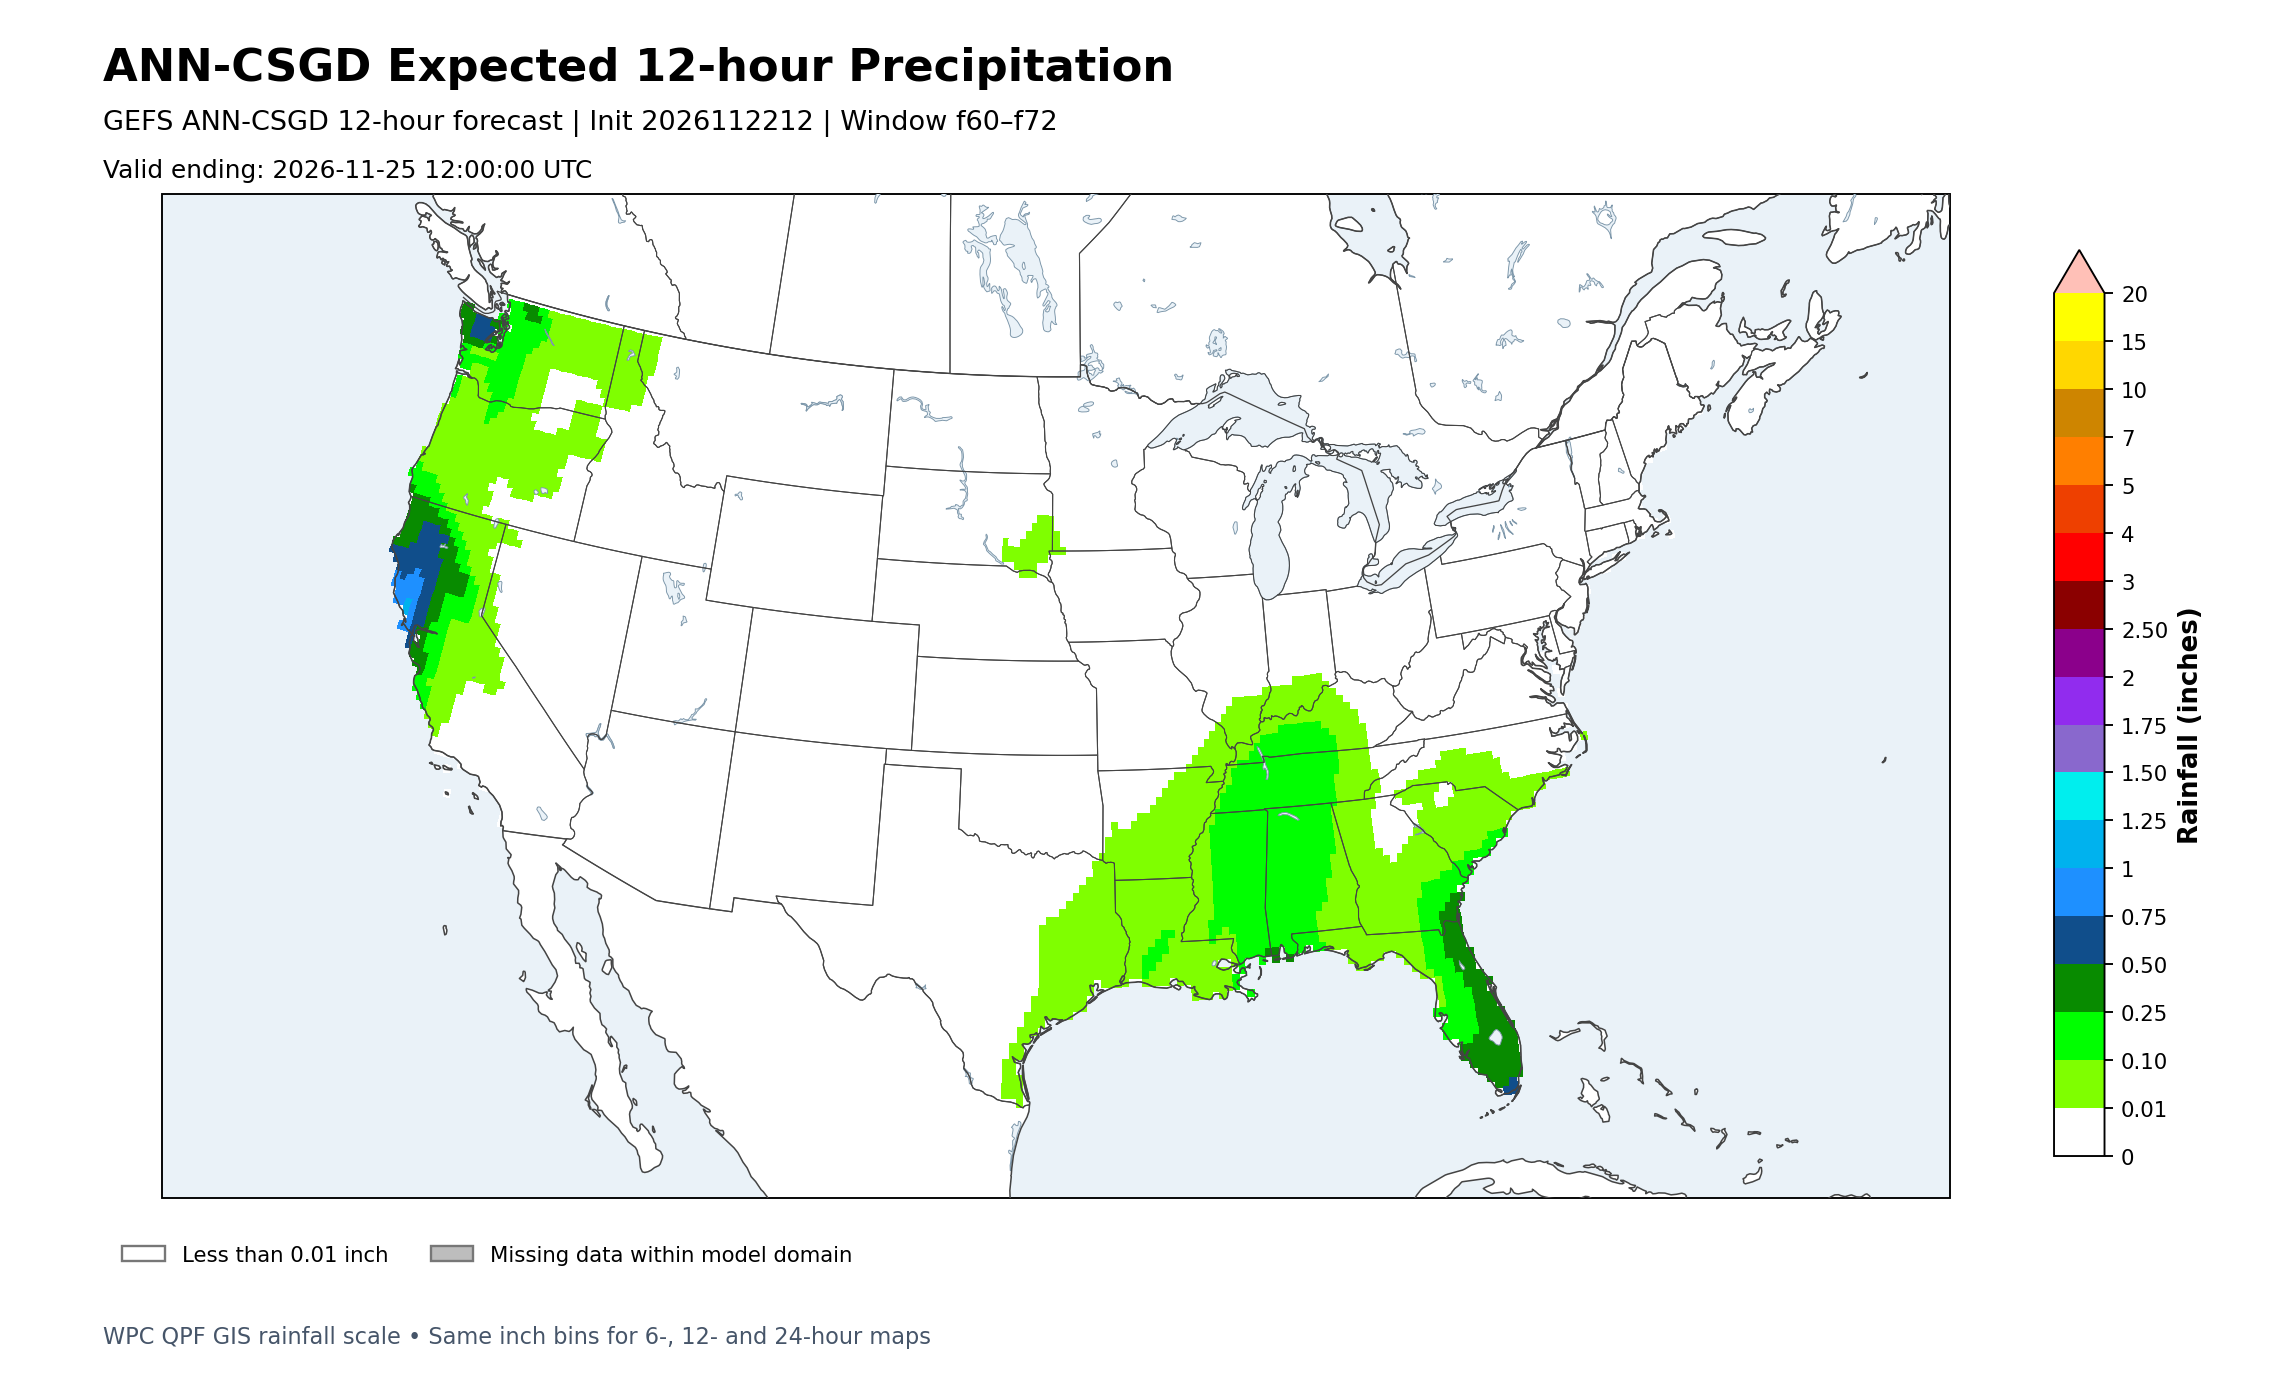 ANN-CSGD Expected 12-hour Precipitation
GEFS ANN-CSGD 12-hour forecast | Init 2026112212 | Window f60–f72
Valid ending: 2026-11-25 12:00:00 UTC
20
15
10
7
5
4
3
2.50
2
1.75
1.50
1.25
1
0.75
0.50
0.25
0.10
0.01
0
Rainfall (inches)
Less than 0.01 inch
Missing data within model domain
WPC QPF GIS rainfall scale • Same inch bins for 6-, 12- and 24-hour maps